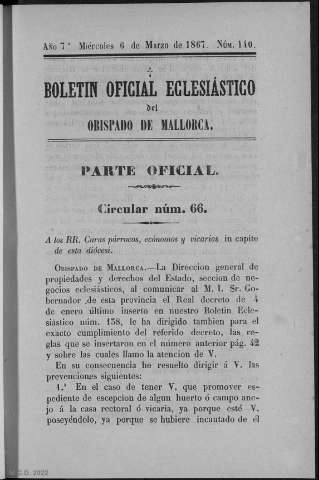 Año 7.º Miércoles 6 de Marzo de 1867. Núm. 140.
BOLETIN OFICIAL ECLESIÁSTICO
del
OBISPADO DE MALLORCA.
PARTE OFICIAL.
Circular núm. 66.
A los RR. Curas párrocos, ecónomos y vicarios in capite
de esta diócesi.
OBISPADO DE MALLORCA.—La Direccion general de
propiedades y derechos del Estado, seccion de ne-
gocios eclesiásticos, al comunicar al M. I. Sr. Go-
bernador de esta provincia el Real decreto de 4
de enero último inserto en nuestro Boletin Ecle-
siástico núm. 138, le ha dirigido tambien para el
exacto cumplimiento del referido decreto, las re-
glas que se insertaron en el número anterior pág. 42
y sobre las cuales llamo la atencion de V.
En su consecuencia he resuelto dirigir á V. las
prevenciones siguientes:
1.ª En el caso de tener V. que promover es-
pediente de escepcion de algun huerto ó campo ane-
jo á la casa rectoral ó vicaría, ya porque esté V.
poseyéndolo, ya porque se hubiere incautado de él
C.D. 2022